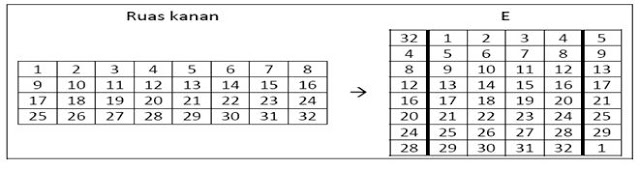 Ruas kanan E
32 1 2 3 4 5
1 2 3 4 5 6 7 8 4 5 6 7 8 9
9 10 11 12 13 14 15 16 8 9 10 11 12 13
17 18 19 20 21 22 23 24 → 12 13 14 15 16 17
25 26 27 28 29 30 31 32 16 17 18 19 20 21
20 21 22 23 24 25
24 25 26 27 28 29
28 29 30 31 32 1